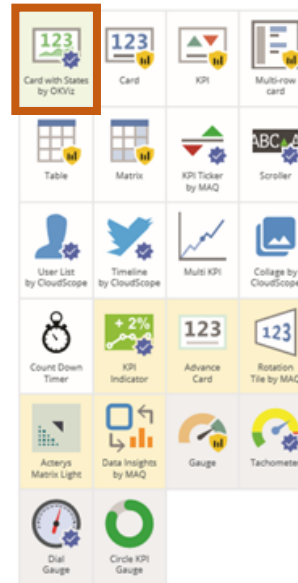 123
Card with States
by OKViz
123
Card
KPI
Multi-row
card
Table
Matrix
KPI Ticker
by MAQ
ABC
Scroller
User List
by CloudScope
Timeline
by CloudScope
Multi KPI
Collage by
CloudScope
Count Down
Timer
+ 2%
KPI
Indicator
123
Advance
Card
123
Rotation
Tile by MAQ
Acterys
Matrix Light
Data Insights
by MAQ
Gauge
Tachometer
Dial
Gauge
Circle KPI
Gauge